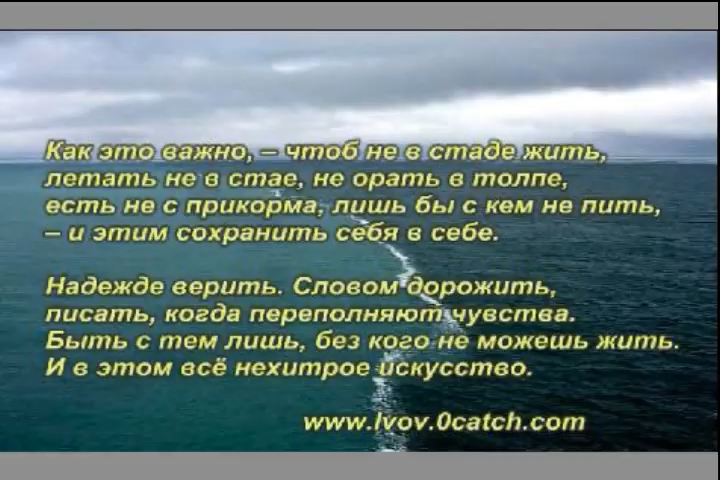 Как это важно, – чтоб не в стаде жить,
летать не в стае, не орать в толпе,
есть не с прикорма, лишь бы с кем не пить,
– и этим сохранить себя в себе.
Надежде верить. Словом дорожить,
писать, когда переполняют чувства.
Быть с тем лишь, без кого не можешь жить.
И в этом всё нехитрое искусство.
www.lvov.0catch.com